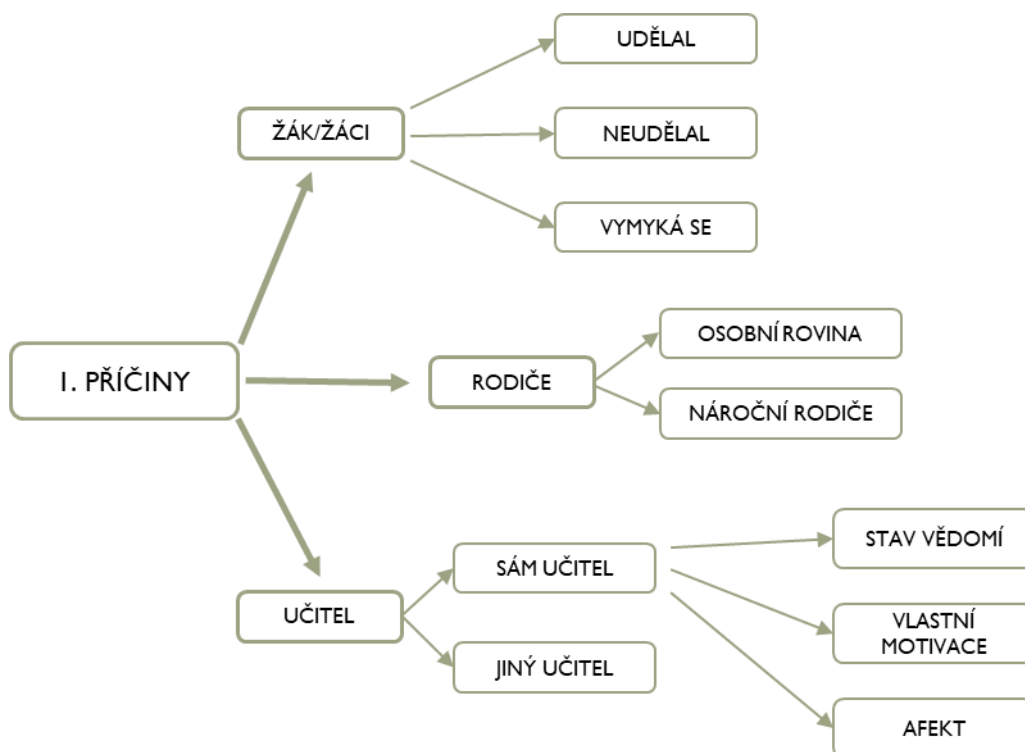 UDĚLAL
ŽÁK/ŽÁCI
NEUDĚLAL
VYMYKÁ SE
OSOBNÍ ROVINA
1. PŘÍČINY
RODIČE
NÁROČNÍ RODIČE
STAV VĚDOMÍ
SÁM UČITEL
UČITEL
VLASTNÍ
MOTIVACE
JINÝ UČITEL
AFEKT